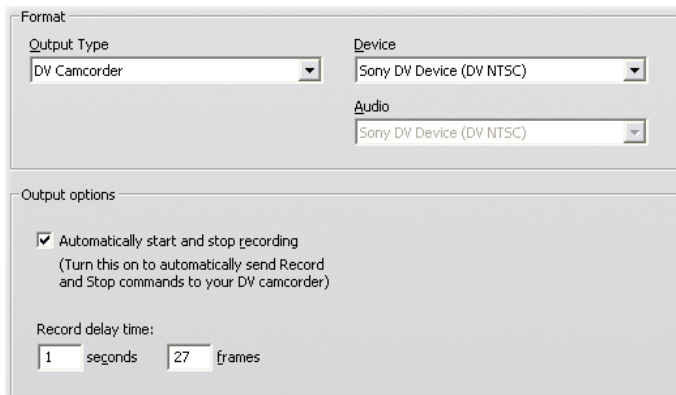 Format
Output Type
DV Camcorder
Device
Sony DV Device (DV NTSC)
Audio
Sony DV Device (DV NTSC)
Output options
Automatically start and stop recording
(Turn this on to automatically send Record
and Stop commands to your DV camcorder)
Record delay time:
1 seconds 27 frames